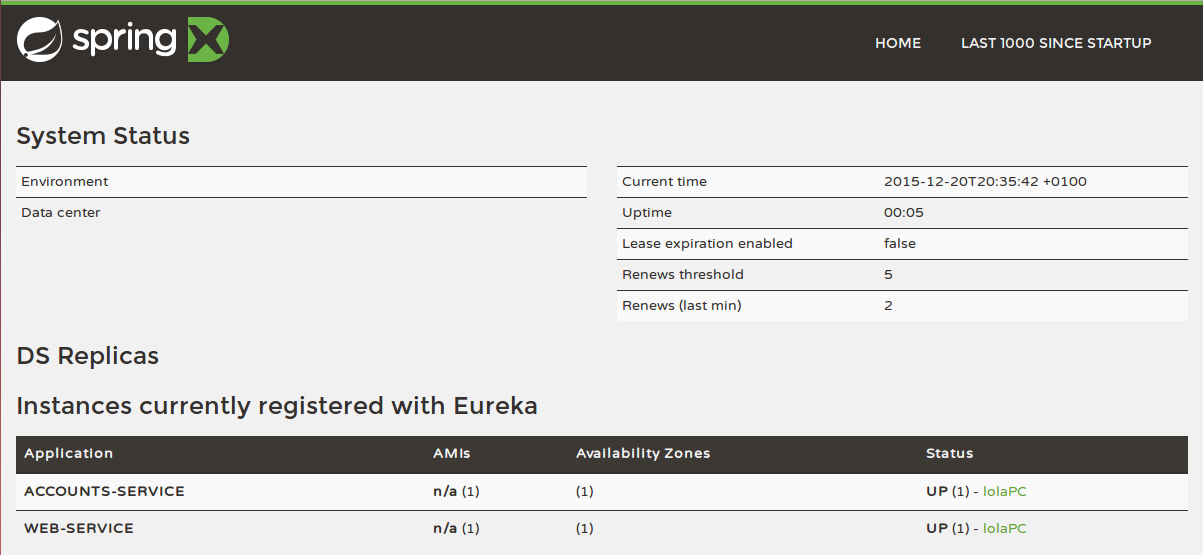 spring
HOME LAST 1000 SINCE STARTUP
System Status
Environment
Data center
Current time 2015-12-20T20:35:42 +0100
Uptime 00:05
Lease expiration enabled false
Renews threshold 5
Renews (last min) 2
DS Replicas
Instances currently registered with Eureka
Application AMIs Availability Zones Status
ACCOUNTS-SERVICE n/a (1) (1) UP (1) - lolaPC
WEB-SERVICE n/a (1) (1) UP (1) - lolaPC